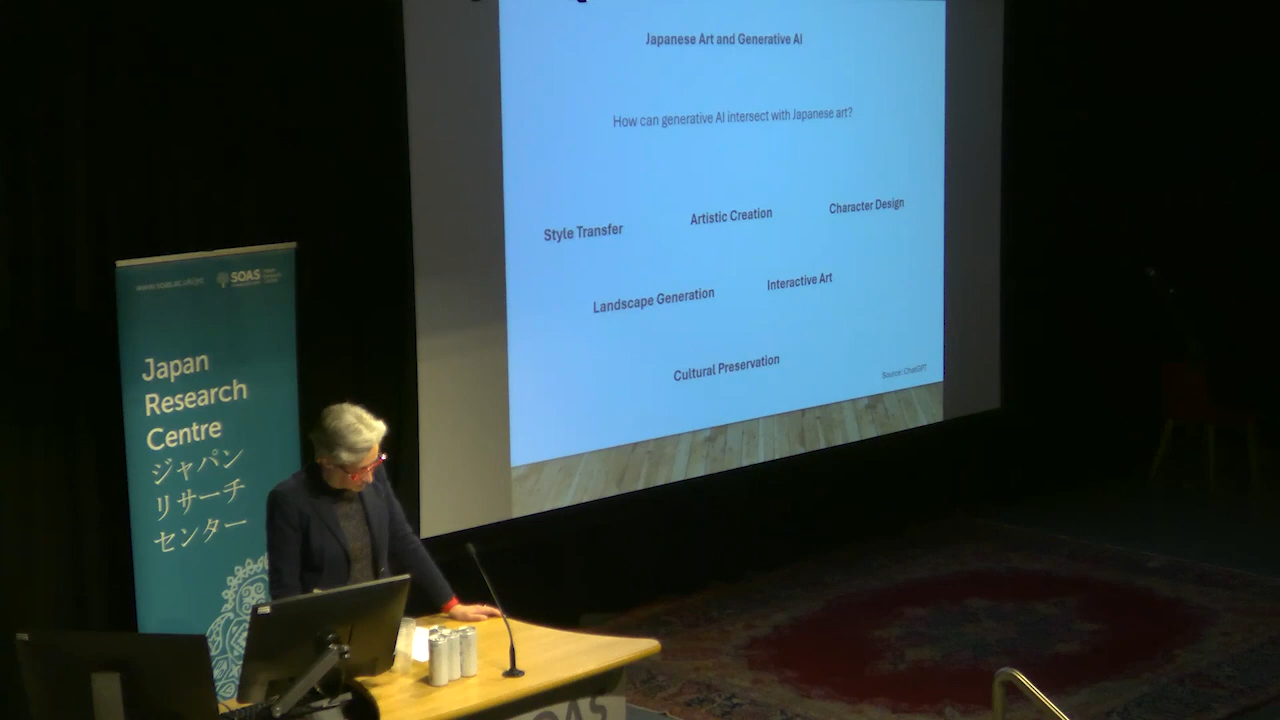 Japanese Art and Generative AI
How can generative AI intersect with Japanese art?
Style Transfer
Artistic Creation
Character Design
Landscape Generation
Interactive Art
Cultural Preservation
Source: ChatGPT
SOAS
Japan
Research
Centre
ジャパン
リサーチ
センター
SOAS